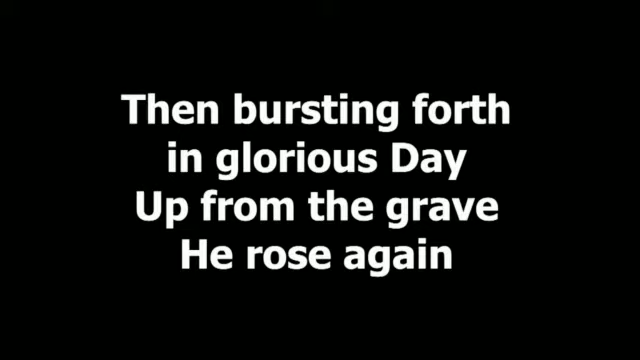 Then bursting forth
in glorious Day
Up from the grave
He rose again